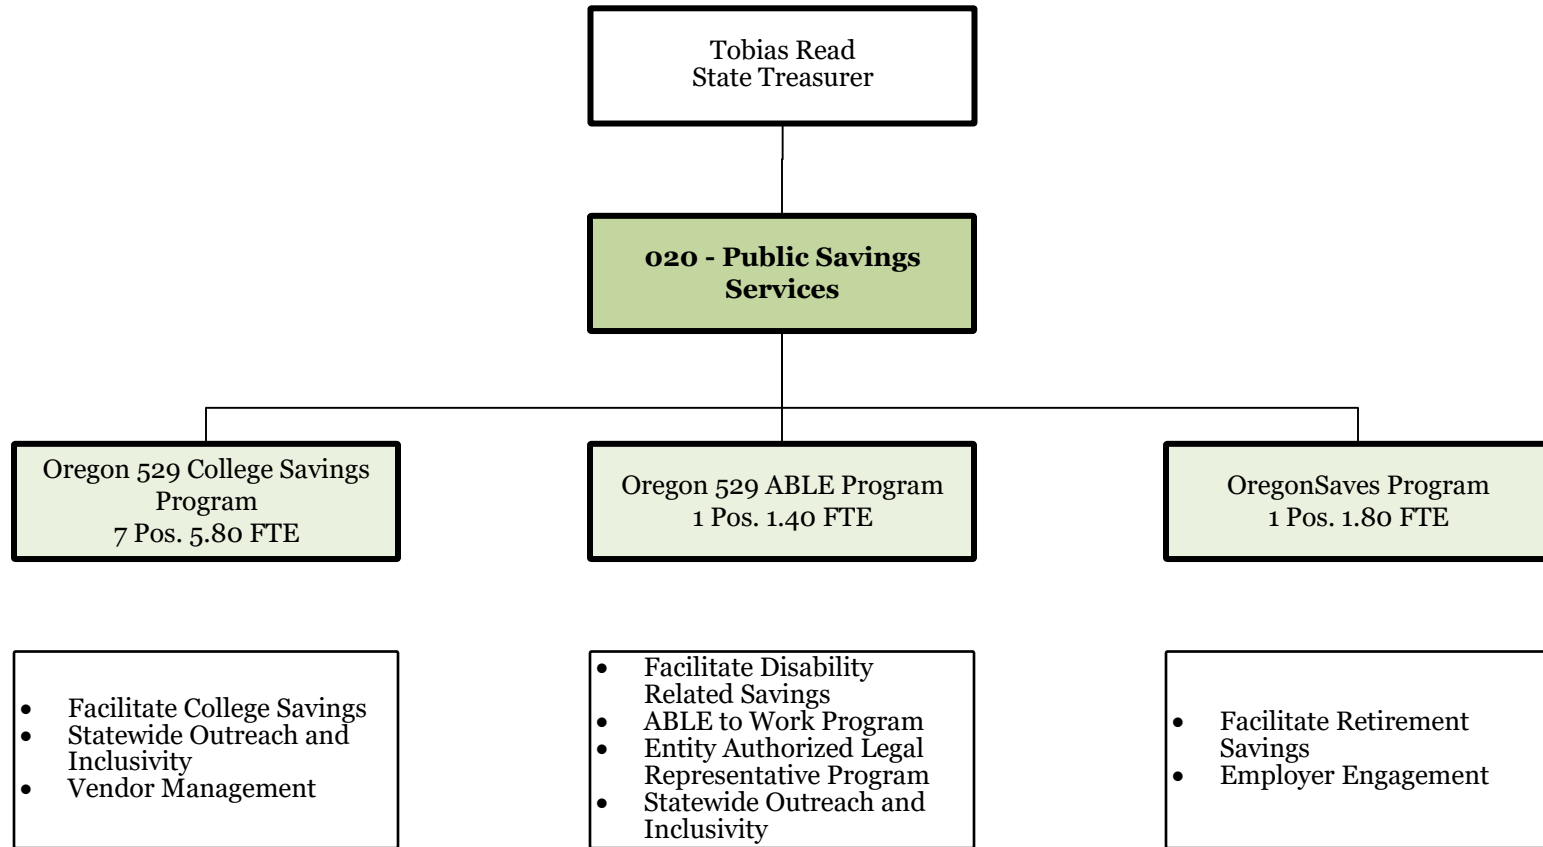 Tobias Read
State Treasurer
020 - Public Savings
Services
Oregon 529 College Savings
Program
7 Pos. 5.80 FTE
Oregon 529 ABLE Program
1 Pos. 1.40 FTE
OregonSaves Program
1 Pos. 1.80 FTE
• Facilitate College Savings
• Statewide Outreach and
Inclusivity
• Vendor Management
• Facilitate Disability
Related Savings
• ABLE to Work Program
• Entity Authorized Legal
Representative Program
• Statewide Outreach and
Inclusivity
• Facilitate Retirement
Savings
• Employer Engagement